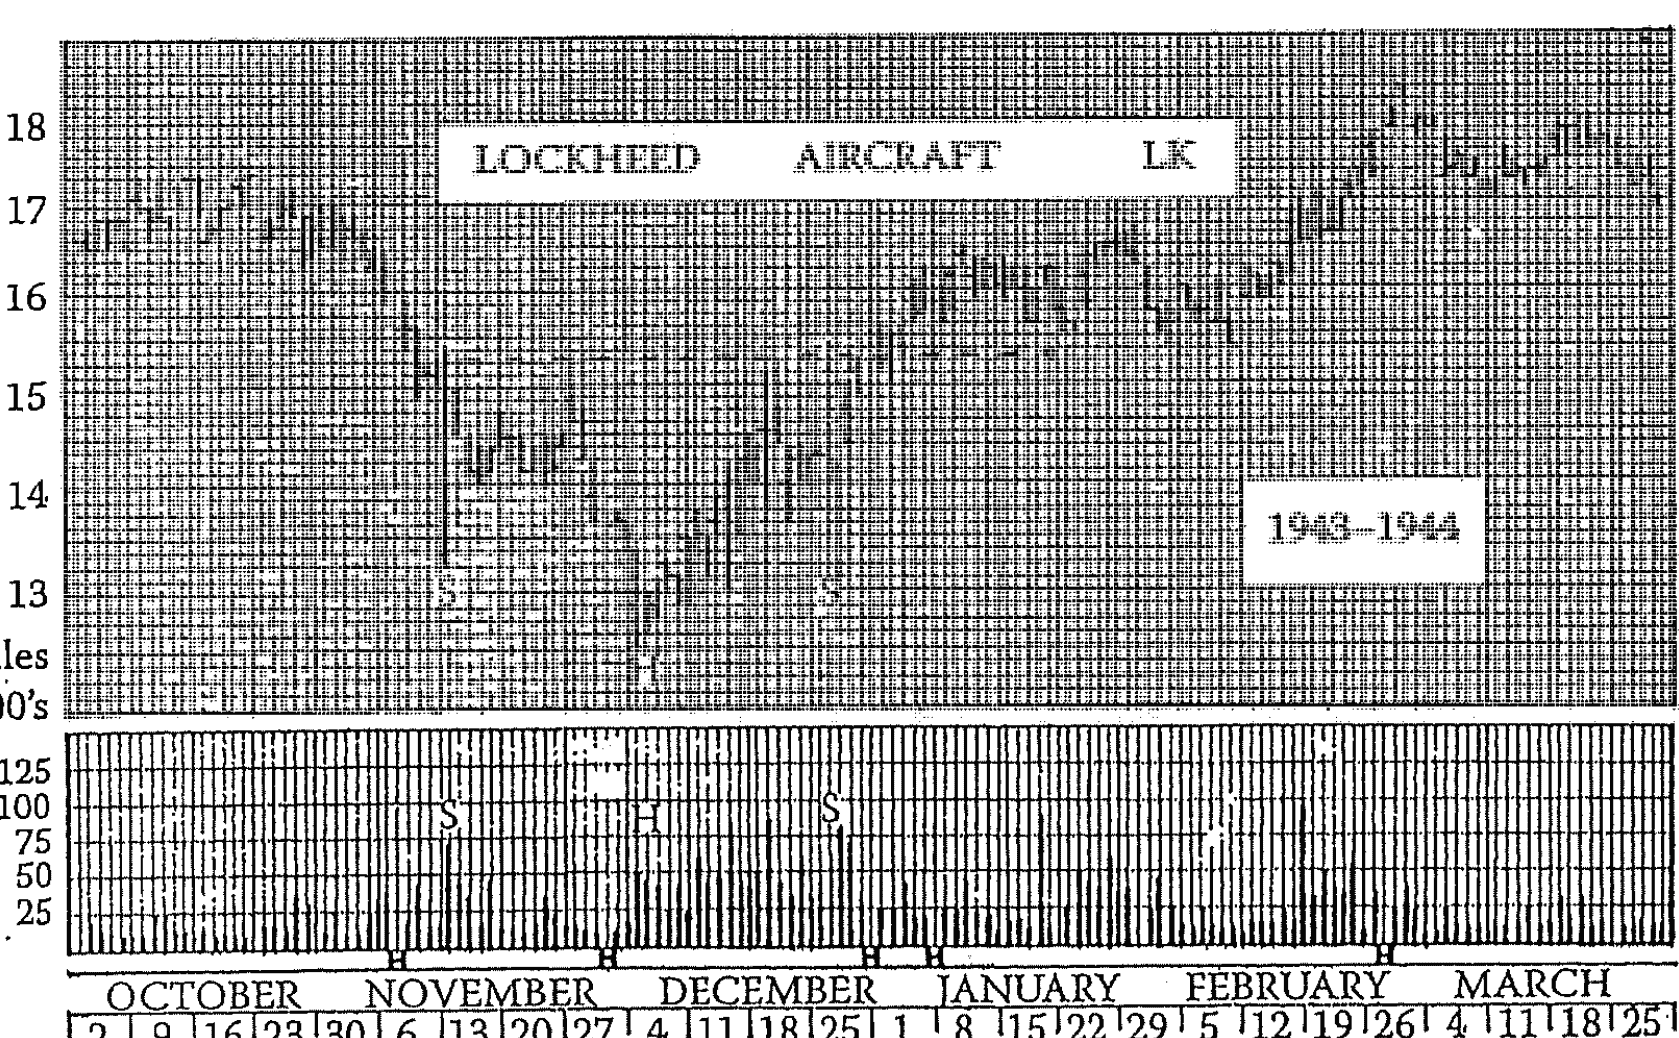 18
LOCKHEED AIRCRAFT LK
17
16
15
14
1943–1944
13
S S
les
00's
125
100
S H S
75
50
25
H H H H H
OCTOBER NOVEMBER DECEMBER JANUARY FEBRUARY MARCH
2 9 16 23 30 6 13 20 27 4 11 18 25 1 8 15 22 29 5 12 19 26 4 11 18 25